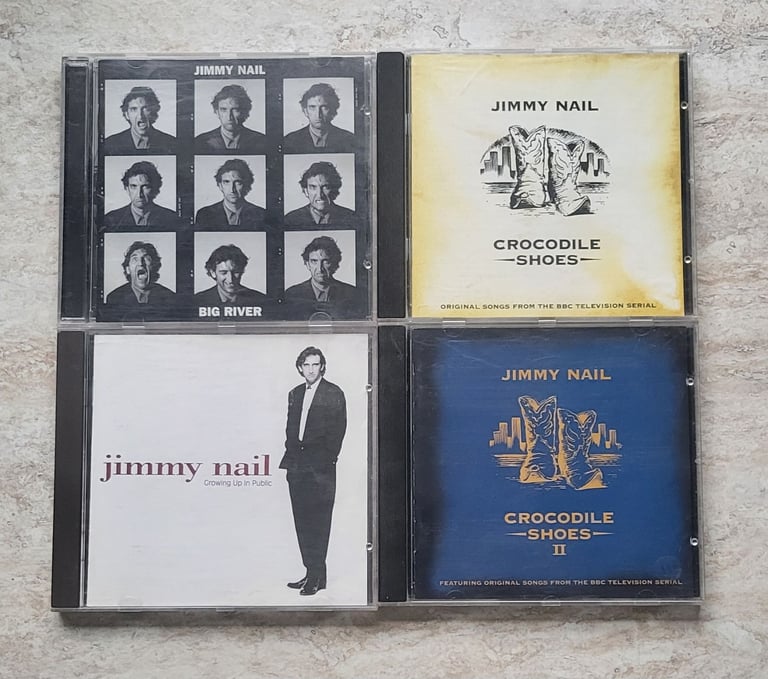 JIMMY NAIL
BIG RIVER
JIMMY NAIL
CROCODILE
SHOES
ORIGINAL SONGS FROM THE BBC TELEVISION SERIAL
jimmy nail
Growing Up In Public
JIMMY NAIL
CROCODILE
SHOES
II
FEATURING ORIGINAL SONGS FROM THE BBC TELEVISION SERIAL